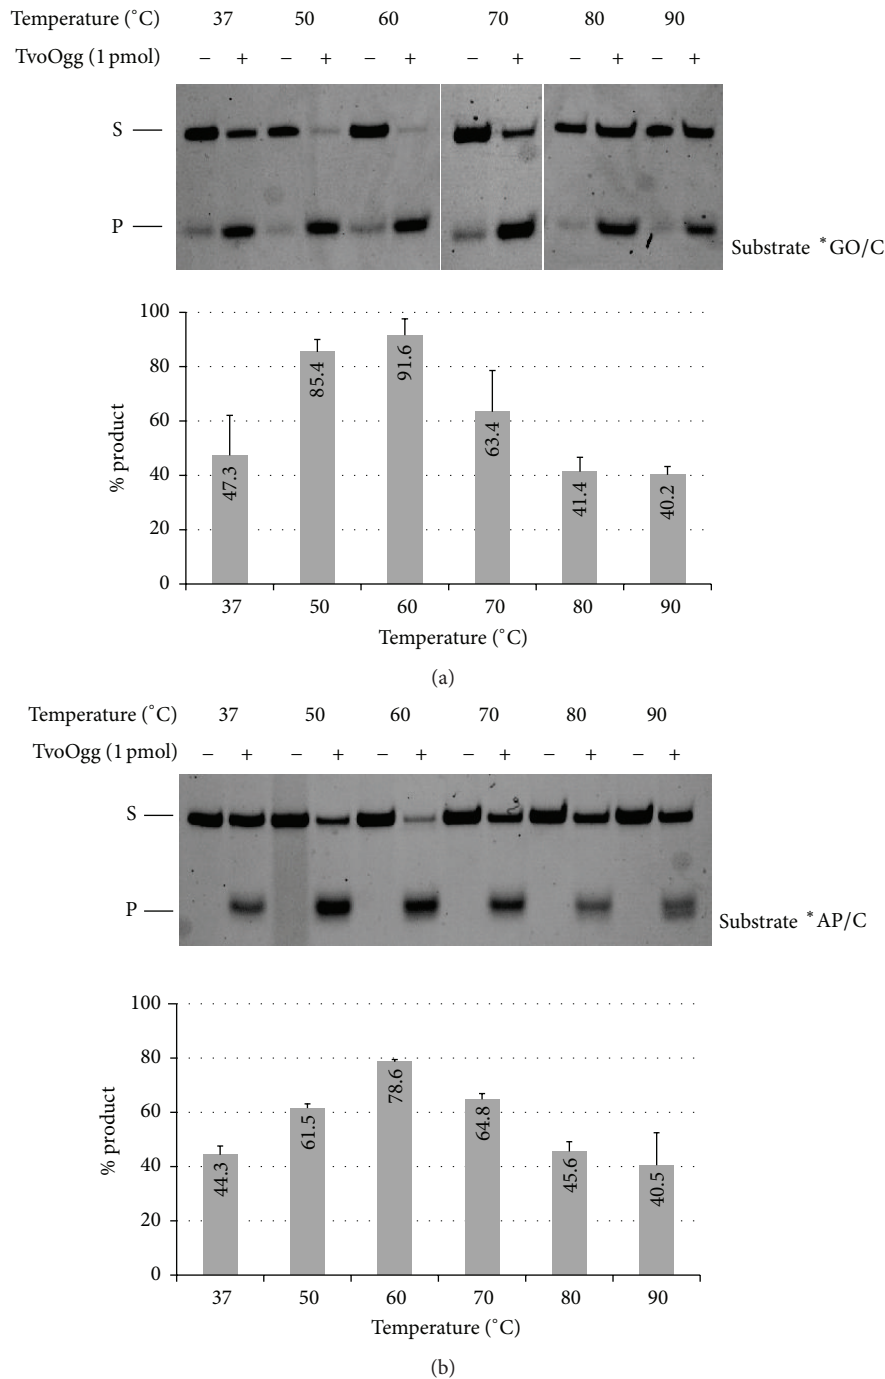 Temperature (°C) 37 50 60 70 80 90
TvoOgg (1 pmol) − + − + − + − + − + − +
S
P
Substrate *GO/C
100
80
60
40
20
0
% product
47.3 85.4 91.6 63.4 41.4 40.2
37 50 60 70 80 90
Temperature (°C)
(a)
Temperature (°C) 37 50 60 70 80 90
TvoOgg (1 pmol) − + − + − + − + − + − +
S
P
Substrate *AP/C
100
80
60
40
20
0
% product
44.3 61.5 78.6 64.8 45.6 40.5
37 50 60 70 80 90
Temperature (°C)
(b)